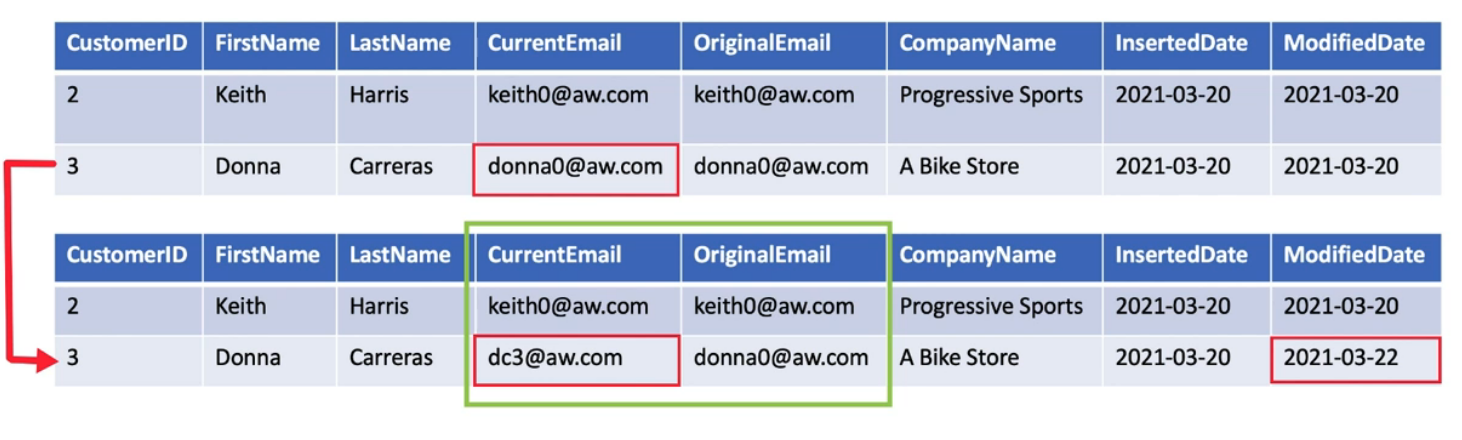 CustomerID FirstName LastName CurrentEmail OriginalEmail CompanyName InsertedDate ModifiedDate
2 Keith Harris keith0@aw.com keith0@aw.com Progressive Sports 2021-03-20 2021-03-20
3 Donna Carreras donna0@aw.com donna0@aw.com A Bike Store 2021-03-20 2021-03-20
CustomerID FirstName LastName CurrentEmail OriginalEmail CompanyName InsertedDate ModifiedDate
2 Keith Harris keith0@aw.com keith0@aw.com Progressive Sports 2021-03-20 2021-03-20
3 Donna Carreras dc3@aw.com donna0@aw.com A Bike Store 2021-03-20 2021-03-22